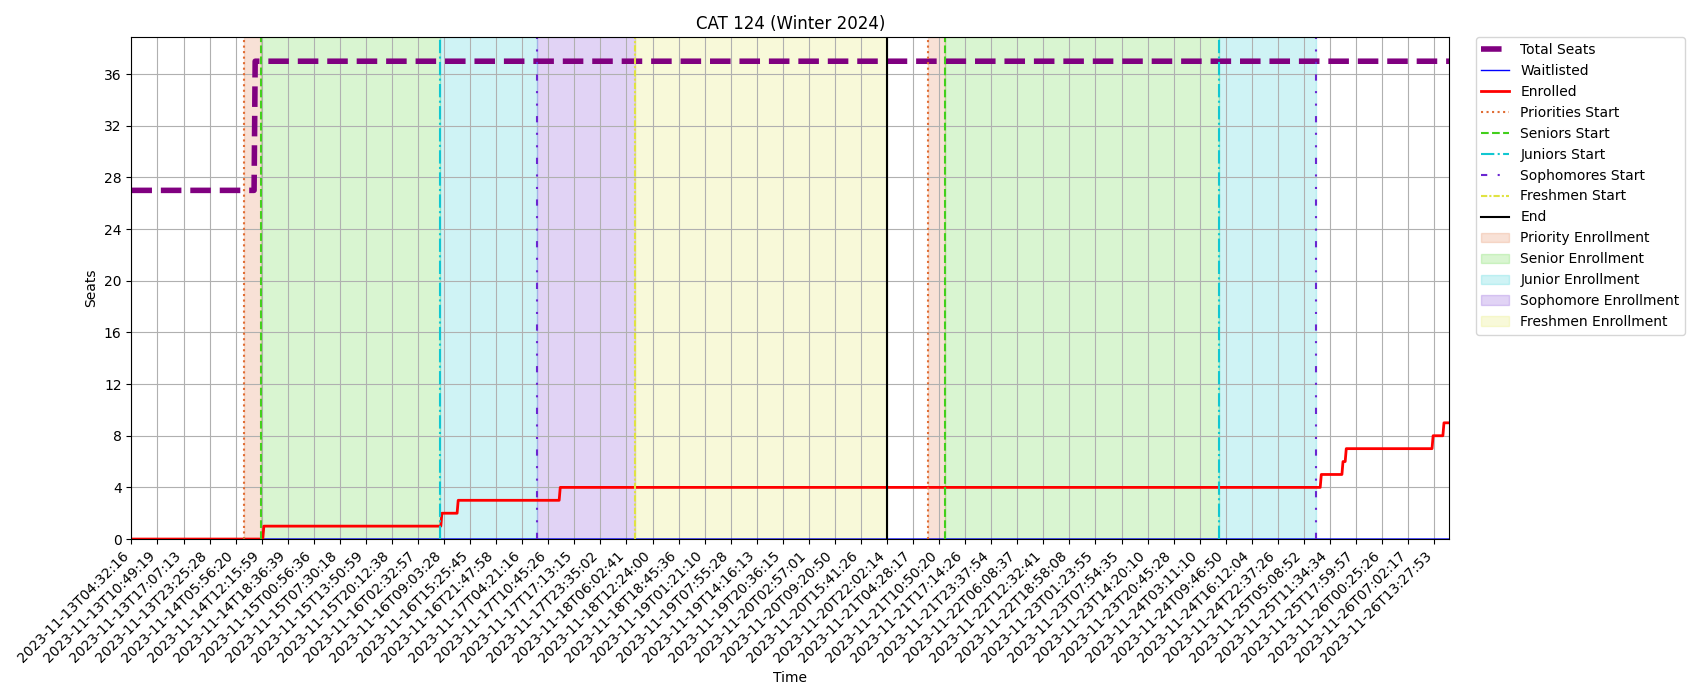 CAT 124 (Winter 2024)
Seats
36
32
28
24
20
16
12
8
4
0
2023-11-13T04:32:16
2023-11-13T10:49:19
2023-11-13T17:07:13
2023-11-13T23:25:28
2023-11-14T05:56:20
2023-11-14T12:15:59
2023-11-14T18:36:39
2023-11-15T00:56:36
2023-11-15T07:30:18
2023-11-15T13:50:59
2023-11-15T20:12:38
2023-11-16T02:32:57
2023-11-16T09:03:28
2023-11-16T15:25:45
2023-11-16T21:47:58
2023-11-17T04:21:16
2023-11-17T10:45:26
2023-11-17T17:13:15
2023-11-17T23:35:02
2023-11-18T06:02:41
2023-11-18T12:24:00
2023-11-18T18:45:36
2023-11-19T01:21:10
2023-11-19T07:55:28
2023-11-19T14:16:13
2023-11-19T20:36:15
2023-11-20T02:57:01
2023-11-20T09:20:50
2023-11-20T15:41:26
2023-11-20T22:02:14
2023-11-21T04:28:17
2023-11-21T10:50:20
2023-11-21T17:14:26
2023-11-21T23:37:54
2023-11-22T06:08:37
2023-11-22T12:32:41
2023-11-22T18:58:08
2023-11-23T01:23:55
2023-11-23T07:54:35
2023-11-23T14:20:10
2023-11-23T20:45:28
2023-11-24T03:11:10
2023-11-24T09:46:50
2023-11-24T16:12:04
2023-11-24T22:37:26
2023-11-25T05:08:52
2023-11-25T11:34:34
2023-11-25T17:59:57
2023-11-26T00:25:26
2023-11-26T07:02:17
2023-11-26T13:27:53
Time
Total Seats
Waitlisted
Enrolled
Priorities Start
Seniors Start
Juniors Start
Sophomores Start
Freshmen Start
End
Priority Enrollment
Senior Enrollment
Junior Enrollment
Sophomore Enrollment
Freshmen Enrollment